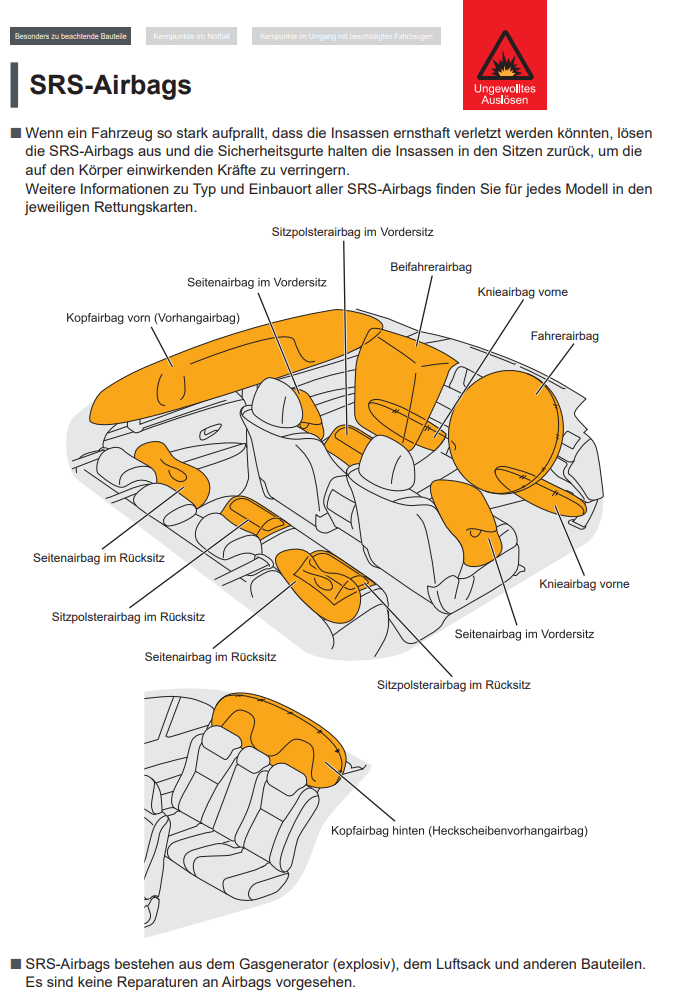 Besonders zu beachtende Bauteile
Kernpunkte im Notfall
Kernpunkte im Umgang mit beschädigten Fahrzeugen
Ungewolltes
Auslösen
SRS-Airbags
Wenn ein Fahrzeug so stark aufprallt, dass die Insassen ernsthaft verletzt werden könnten, lösen
die SRS-Airbags aus und die Sicherheitsgurte halten die Insassen in den Sitzen zurück, um die
auf den Körper einwirkenden Kräfte zu verringern.
Weitere Informationen zu Typ und Einbauort aller SRS-Airbags finden Sie für jedes Modell in den
jeweiligen Rettungskarten.
Sitzpolsterairbag im Vordersitz
Beifahrerairbag
Seitenairbag im Vordersitz
Knieairbag vorne
Kopfairbag vorn (Vorhangairbag)
Fahrerairbag
Seitenairbag im Rücksitz
Knieairbag vorne
Sitzpolsterairbag im Rücksitz
Seitenairbag im Vordersitz
Seitenairbag im Rücksitz
Sitzpolsterairbag im Rücksitz
Kopfairbag hinten (Heckscheibenvorhangairbag)
SRS-Airbags bestehen aus dem Gasgenerator (explosiv), dem Luftsack und anderen Bauteilen.
Es sind keine Reparaturen an Airbags vorgesehen.